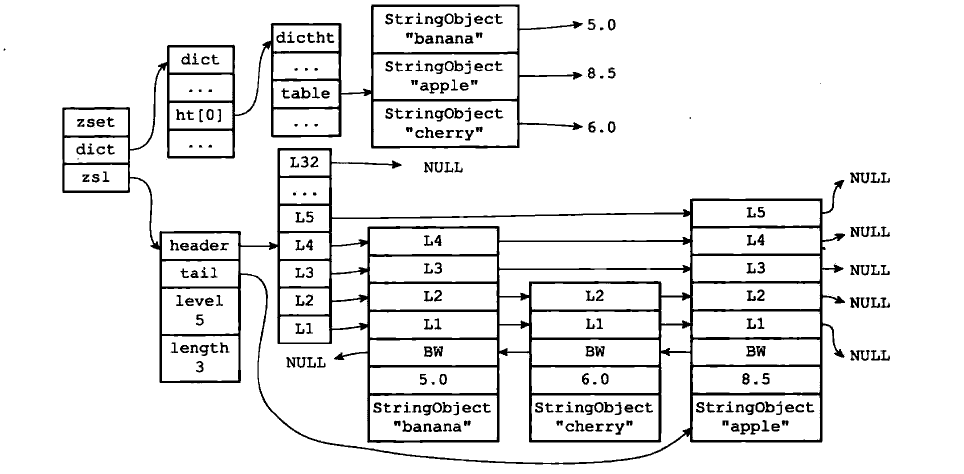 dictht
...
table
...
StringObject
"banana"
StringObject
"apple"
StringObject
"cherry"
5.0
8.5
6.0
dict
...
ht[0]
...
zset
dict
zsl
L32
...
L5
L4
L3
L2
L1
NULL
header
tail
level
5
length
3
NULL
L4
L3
L2
L1
BW
5.0
StringObject
"banana"
L2
L1
BW
6.0
StringObject
"cherry"
L5
L4
L3
L2
L1
BW
8.5
StringObject
"apple"
NULL
NULL
NULL
NULL
NULL